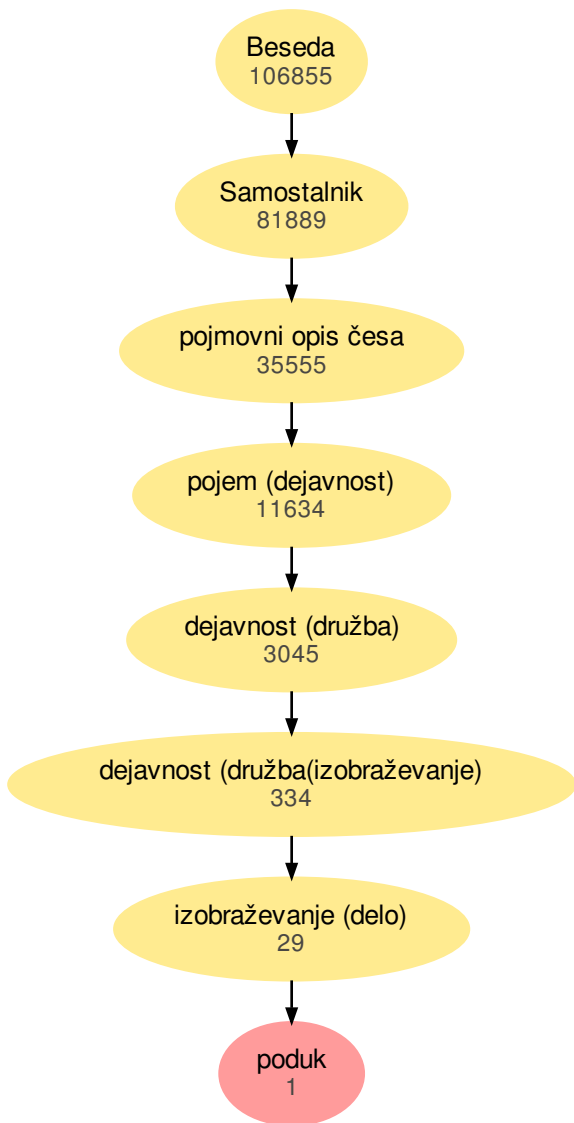 Beseda
106855
Samostalnik
81889
pojmovni opis česa
35555
pojem (dejavnost)
11634
dejavnost (družba)
3045
dejavnost (družba(izobraževanje)
334
izobraževanje (delo)
29
poduk
1